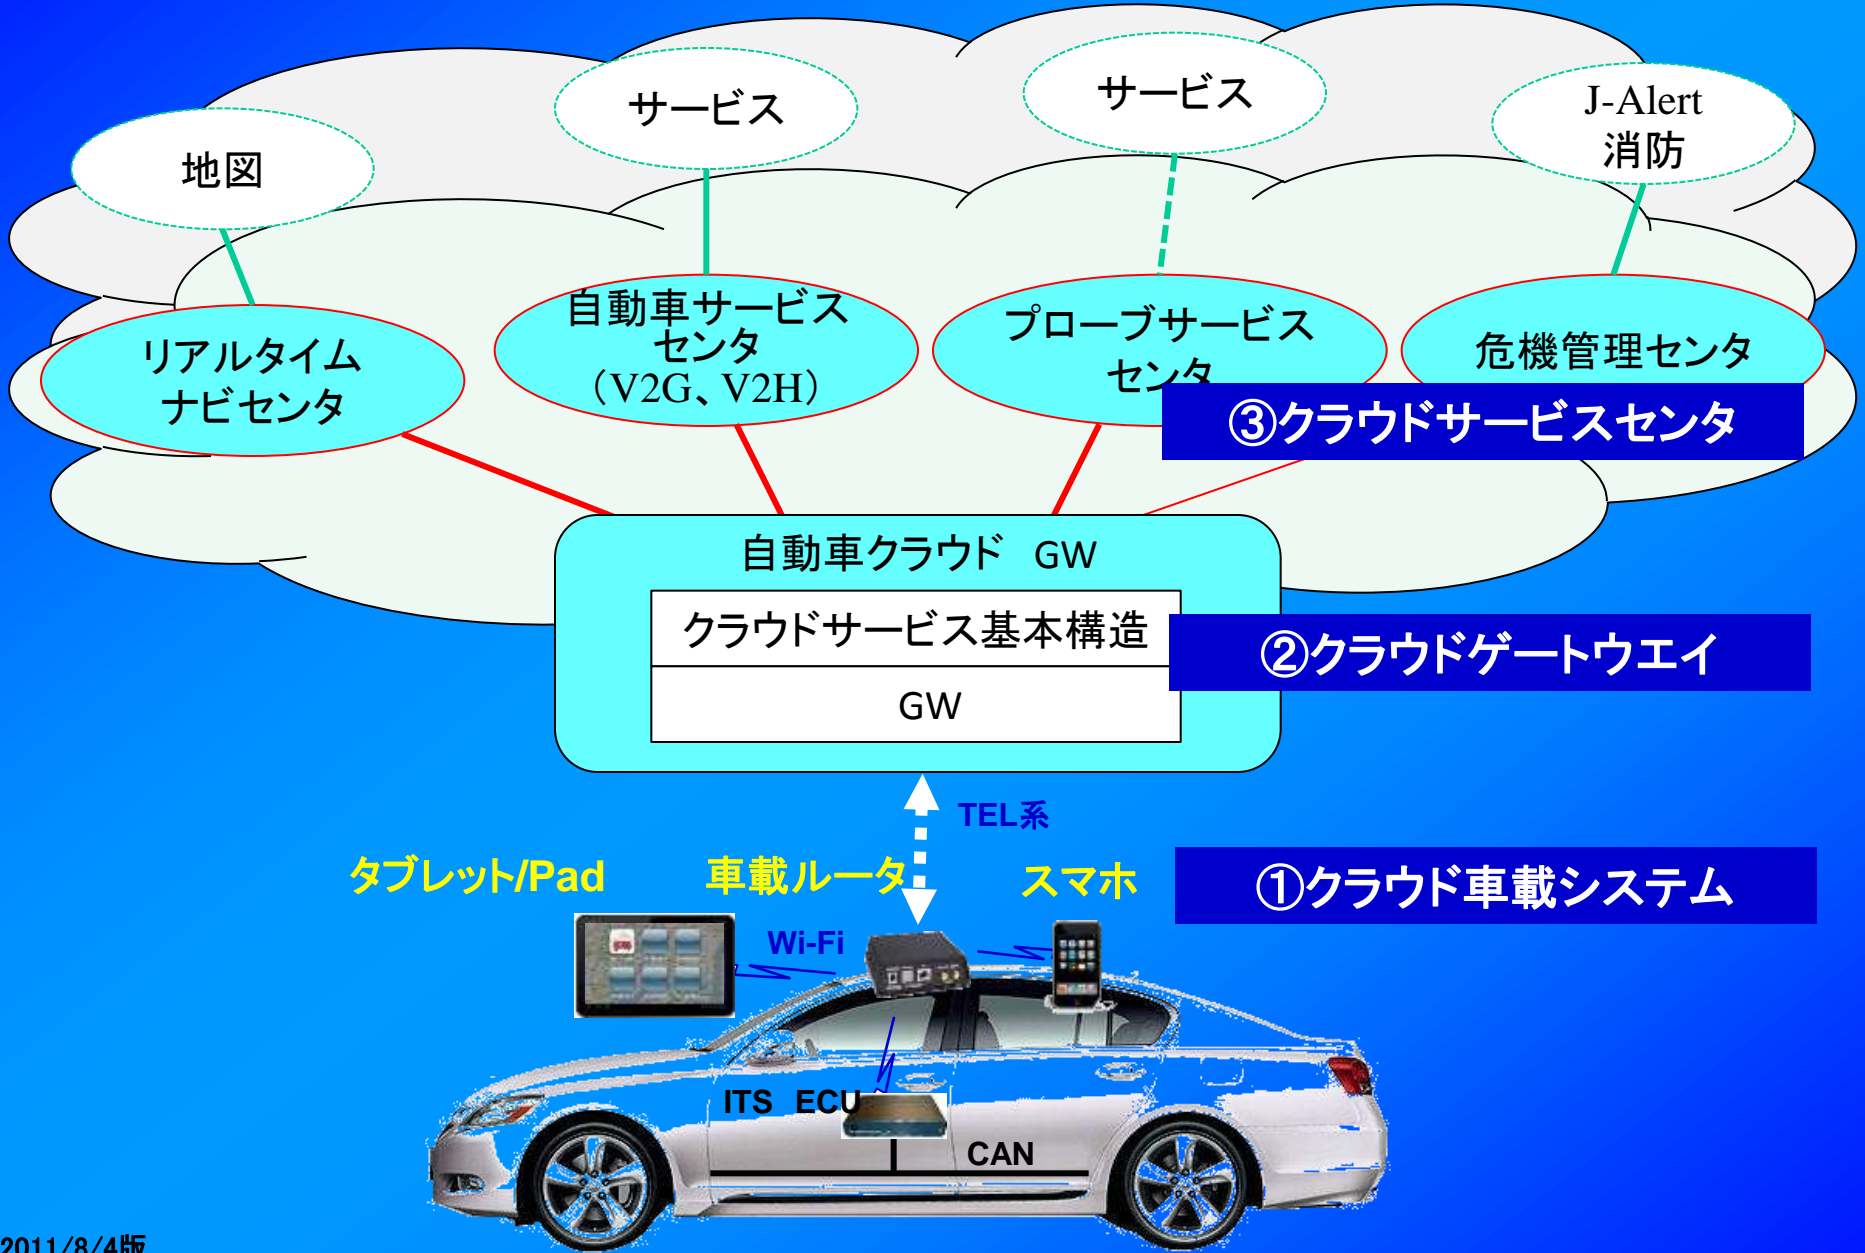 地図
サービス
サービス
J-Alert
消防
リアルタイム
ナビセンタ
自動車サービス
センタ
（V2G、V2H）
プローブサービス
センタ
危機管理センタ
③クラウドサービスセンタ
自動車クラウド　GW
クラウドサービス基本構造
GW
②クラウドゲートウエイ
TEL系
タブレット/Pad
車載ルータ
スマホ
①クラウド車載システム
Wi-Fi
ITS　ECU
CAN
2011/8/4版